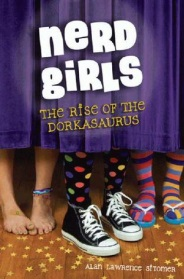 NeRD
GiRLS
THE RISE OF THE
DORKASAURUS
ALAN LAWRENCE SITOMER